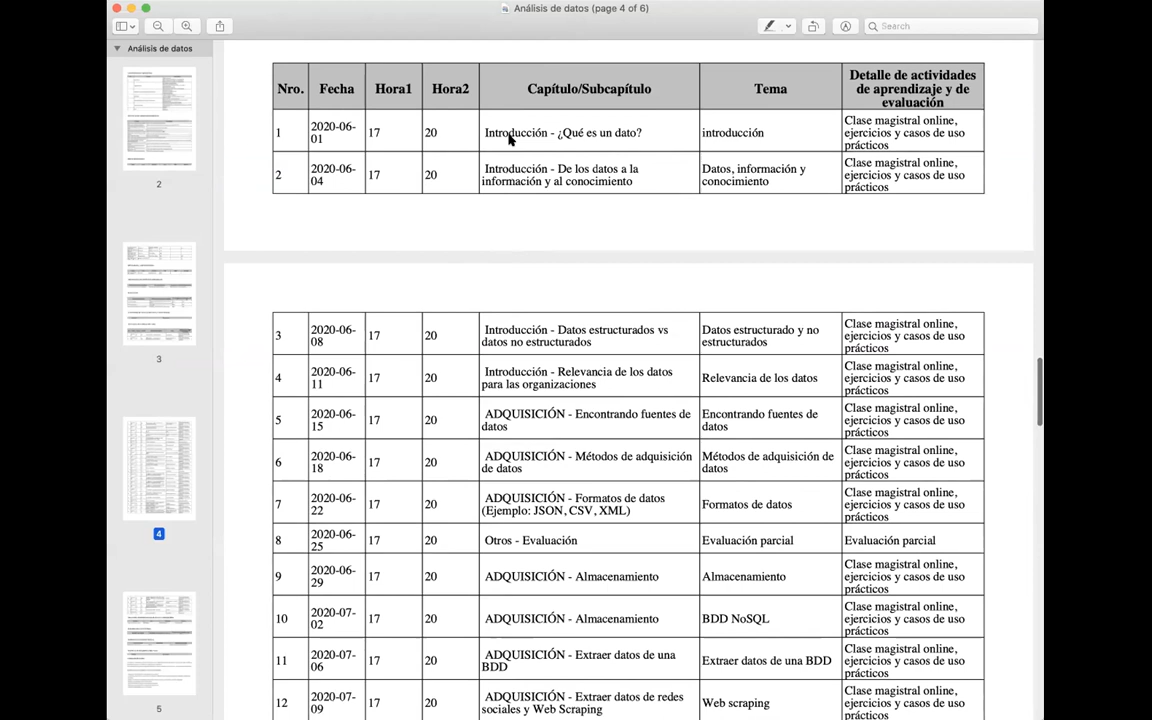 Análisis de datos (page 4 of 6)
Search
Análisis de datos
2
3
4
5
Nro. Fecha Hora1 Hora2 Capítulo/Subcapítulo Tema Detalle de actividades de aprendizaje y de evaluación
1 2020-06-01 17 20 Introducción - ¿Qué es un dato? introducción Clase magistral online, ejercicios y casos de uso prácticos
2 2020-06-04 17 20 Introducción - De los datos a la información y al conocimiento Datos, información y conocimiento Clase magistral online, ejercicios y casos de uso prácticos
3 2020-06-08 17 20 Introducción - Datos estructurados vs datos no estructurados Datos estructurado y no estructurados Clase magistral online, ejercicios y casos de uso prácticos
4 2020-06-11 17 20 Introducción - Relevancia de los datos para las organizaciones Relevancia de los datos Clase magistral online, ejercicios y casos de uso prácticos
5 2020-06-15 17 20 ADQUISICIÓN - Encontrando fuentes de datos Encontrando fuentes de datos Clase magistral online, ejercicios y casos de uso prácticos
6 2020-06-18 17 20 ADQUISICIÓN - Métodos de adquisición de datos Métodos de adquisición de datos Clase magistral online, ejercicios y casos de uso prácticos
7 2020-06-22 17 20 ADQUISICIÓN - Formatos de datos (Ejemplo: JSON, CSV, XML) Formatos de datos Clase magistral online, ejercicios y casos de uso prácticos
8 2020-06-25 17 20 Otros - Evaluación Evaluación parcial Evaluación parcial
9 2020-06-29 17 20 ADQUISICIÓN - Almacenamiento Almacenamiento Clase magistral online, ejercicios y casos de uso prácticos
10 2020-07-02 17 20 ADQUISICIÓN - Almacenamiento BDD NoSQL Clase magistral online, ejercicios y casos de uso prácticos
11 2020-07-06 17 20 ADQUISICIÓN - Extraer datos de una BDD Extraer datos de una BDD Clase magistral online, ejercicios y casos de uso prácticos
12 2020-07-09 17 20 ADQUISICIÓN - Extraer datos de redes sociales y Web Scraping Web scraping Clase magistral online, ejercicios y casos de uso prácticos